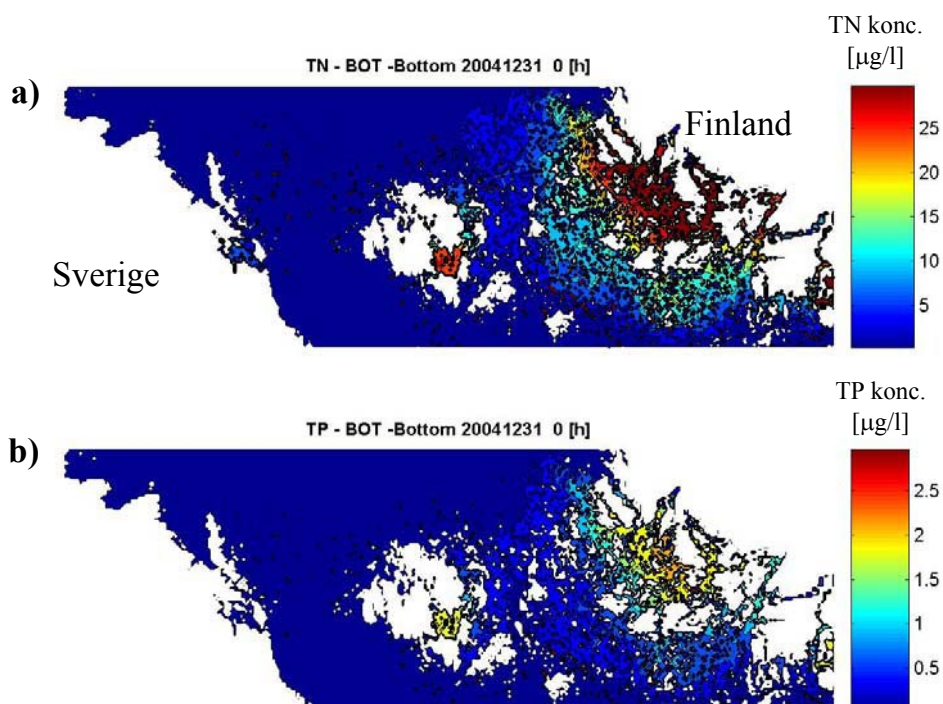 TN konc.
[µg/l]
TN - BOT -Bottom 20041231 0 [h]
a)
Finland
Sverige
25
20
15
10
5
TP konc.
[µg/l]
TP - BOT -Bottom 20041231 0 [h]
b)
2.5
2
1.5
1
0.5